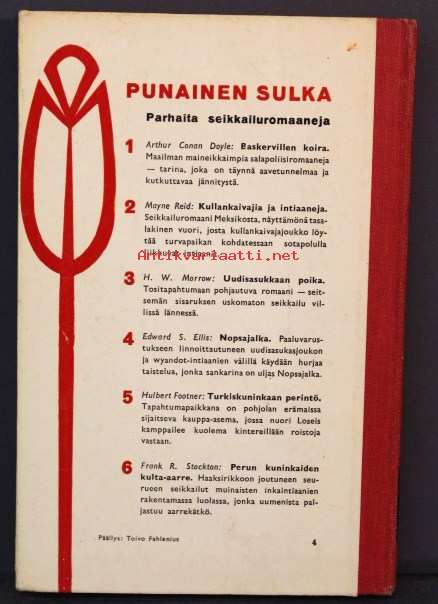 PUNAINEN SULKA
Parhaita seikkailuromaaneja
1 Arthur Conan Doyle: Baskervillen koira.
Maailman maineikkaimpia salapoliisiromaaneja
— tarina, joka on täynnä aavetunnelmaa ja
kutkuttavaa jännitystä.
2 Mayne Reid: Kullankaivajia ja intiaaneja.
Seikkailuromaani Meksikosta, näyttämönä tasa-
lakinen vuori, josta kullankaivajajoukko löy-
tää turvapaikan kohdatessaan sotapolulla
liikkuvat intiaanit.
Antikvariaatti.net
3 H. W. Morrow: Uudisasukkaan poika.
Tositapahtumaan pohjautuva romaani — seit-
semän sisaruksen uskomaton seikkailu vil-
lissä lännessä.
4 Edward S. Ellis: Nopsajalka. Paaluvarus-
tukseen linnoittautuneen uudisasukasjoukon
ja wyandot-intiaanien välillä käydään hurjaa
taistelua, jonka sankarina on uljas Nopsajalka.
5 Hulbert Footner: Turkiskuninkaan perintö.
Tapahtumapaikkana on pohjolan erämaissa
sijaitseva kauppa-asema, jossa nuori Loseis
kamppailee kuolema kintereillään roistoja
vastaan.
6 Frank R. Stockton: Perun kuninkaiden
kulta-aarre. Haaksirikkoon joutuneen seu-
rueen seikkailut muinaisten inkaintiaanien
rakentamassa luolassa, jonka uumenista pal-
jastuu aarrekätkö.
Päällys: Toivo Fahlenius
4